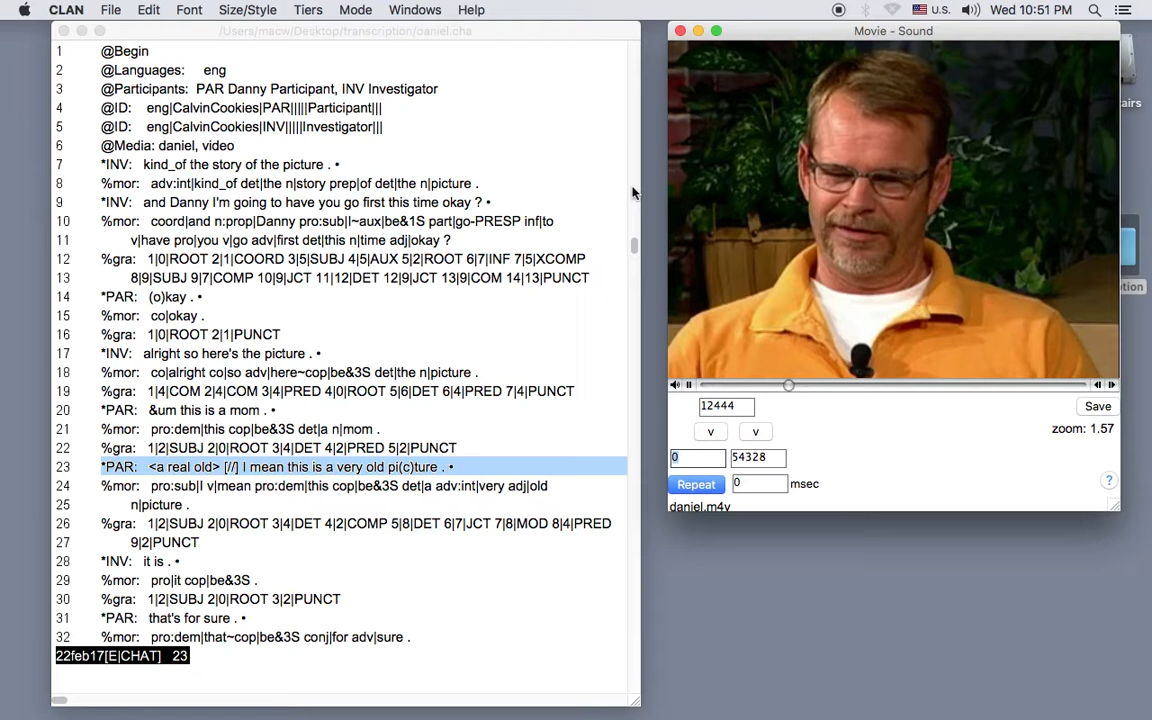 CLAN File Edit Font Size/Style Tiers Mode Windows Help U.S. Wed 10:51 PM
/Users/macw/Desktop/transcription/daniel.cha
1 @Begin
2 @Languages: eng
3 @Participants: PAR Danny Participant, INV Investigator
4 @ID: eng|CalvinCookies|PAR|||||Participant|||
5 @ID: eng|CalvinCookies|INV|||||Investigator|||
6 @Media: daniel, video
7 *INV: kind_of the story of the picture . •
8 %mor: adv:int|kind_of det|the n|story prep|of det|the n|picture .
9 *INV: and Danny I'm going to have you go first this time okay ? •
10 %mor: coord|and n:prop|Danny pro:sub|I~aux|be&1S part|go-PRESP inf|to
11 v|have pro|you v|go adv|first det|this n|time adj|okay ?
12 %gra: 1|0|ROOT 2|1|COORD 3|5|SUBJ 4|5|AUX 5|2|ROOT 6|7|INF 7|5|XCOMP
13 8|9|SUBJ 9|7|COMP 10|9|JCT 11|12|DET 12|9|JCT 13|9|COM 14|13|PUNCT
14 *PAR: (o)kay . •
15 %mor: co|okay .
16 %gra: 1|0|ROOT 2|1|PUNCT
17 *INV: alright so here's the picture . •
18 %mor: co|alright co|so adv|here~cop|be&3S det|the n|picture .
19 %gra: 1|4|COM 2|4|COM 3|4|PRED 4|0|ROOT 5|6|DET 6|4|PRED 7|4|PUNCT
20 *PAR: &um this is a mom . •
21 %mor: pro:dem|this cop|be&3S det|a n|mom .
22 %gra: 1|2|SUBJ 2|0|ROOT 3|4|DET 4|2|PRED 5|2|PUNCT
23 *PAR: <a real old> [//] I mean this is a very old pi(c)ture . •
24 %mor: pro:sub|I v|mean pro:dem|this cop|be&3S det|a adv:int|very adj|old
25 n|picture .
26 %gra: 1|2|SUBJ 2|0|ROOT 3|4|DET 4|2|COMP 5|8|DET 6|7|JCT 7|8|MOD 8|4|PRED
27 9|2|PUNCT
28 *INV: it is . •
29 %mor: pro|it cop|be&3S .
30 %gra: 1|2|SUBJ 2|0|ROOT 3|2|PUNCT
31 *PAR: that's for sure . •
32 %mor: pro:dem|that~cop|be&3S conj|for adv|sure .
22feb17[E|CHAT] 23
Movie - Sound
12444 Save
v v zoom: 1.57
0 54328
Repeat 0 msec ?
daniel.m4v